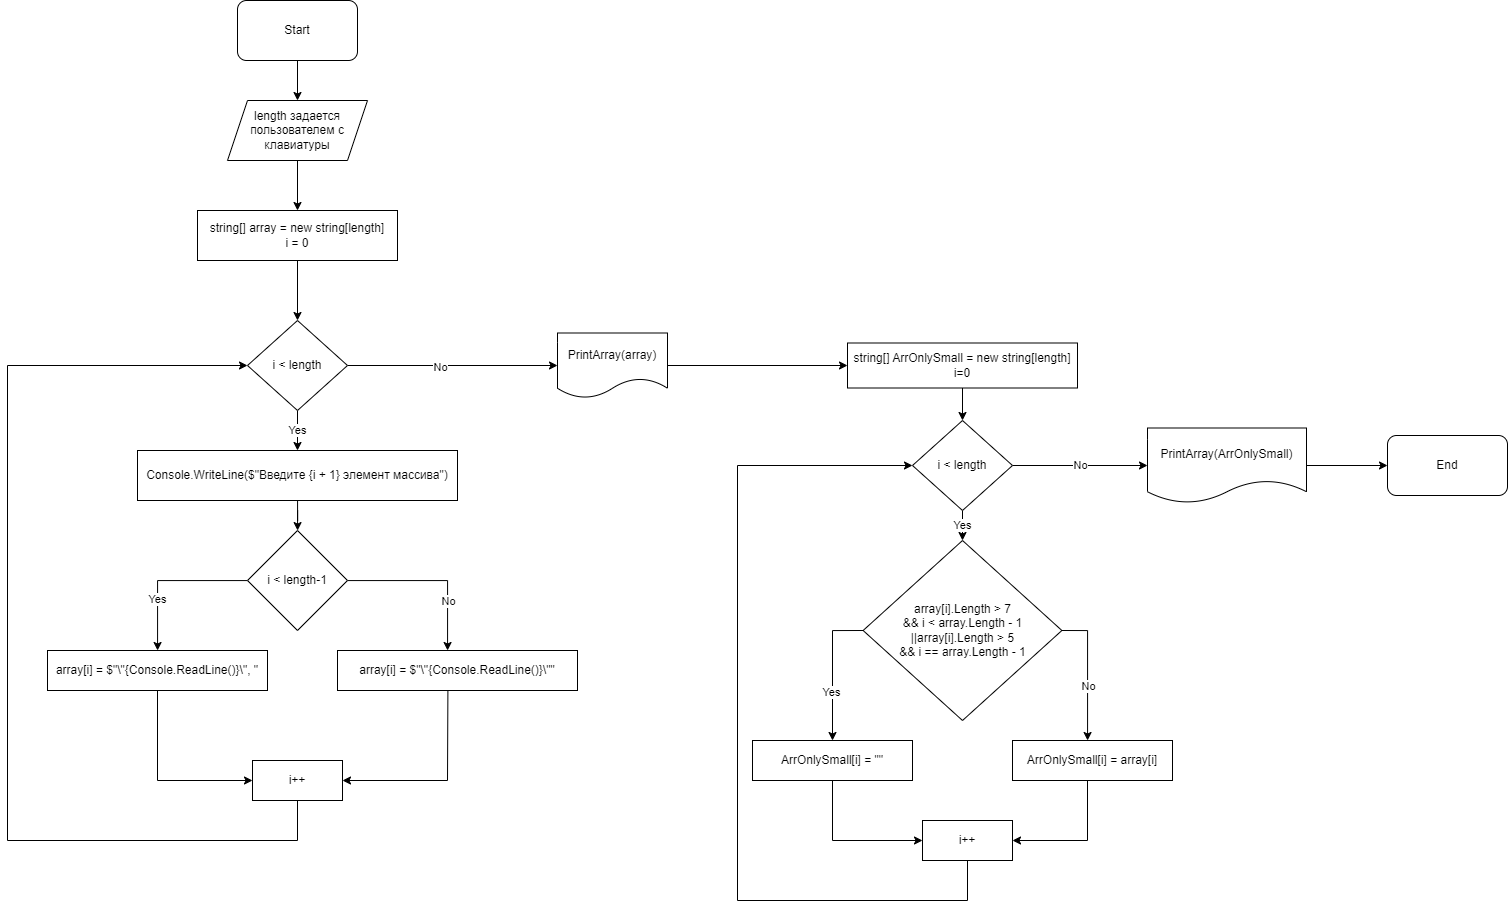 Start
length задается
пользователем с
клавиатуры
string[] array = new string[length]
i = 0
i < length
No
Yes
Console.WriteLine($"Введите {i + 1} элемент массива")
i < length-1
Yes
No
array[i] = $"\"{Console.ReadLine()}\", "
array[i] = $"\"{Console.ReadLine()}\""
i++
PrintArray(array)
string[] ArrOnlySmall = new string[length]
i=0
i < length
No
Yes
PrintArray(ArrOnlySmall)
End
array[i].Length > 7
&& i < array.Length - 1
||array[i].Length > 5
&& i == array.Length - 1
Yes
No
ArrOnlySmall[i] = ""
ArrOnlySmall[i] = array[i]
i++